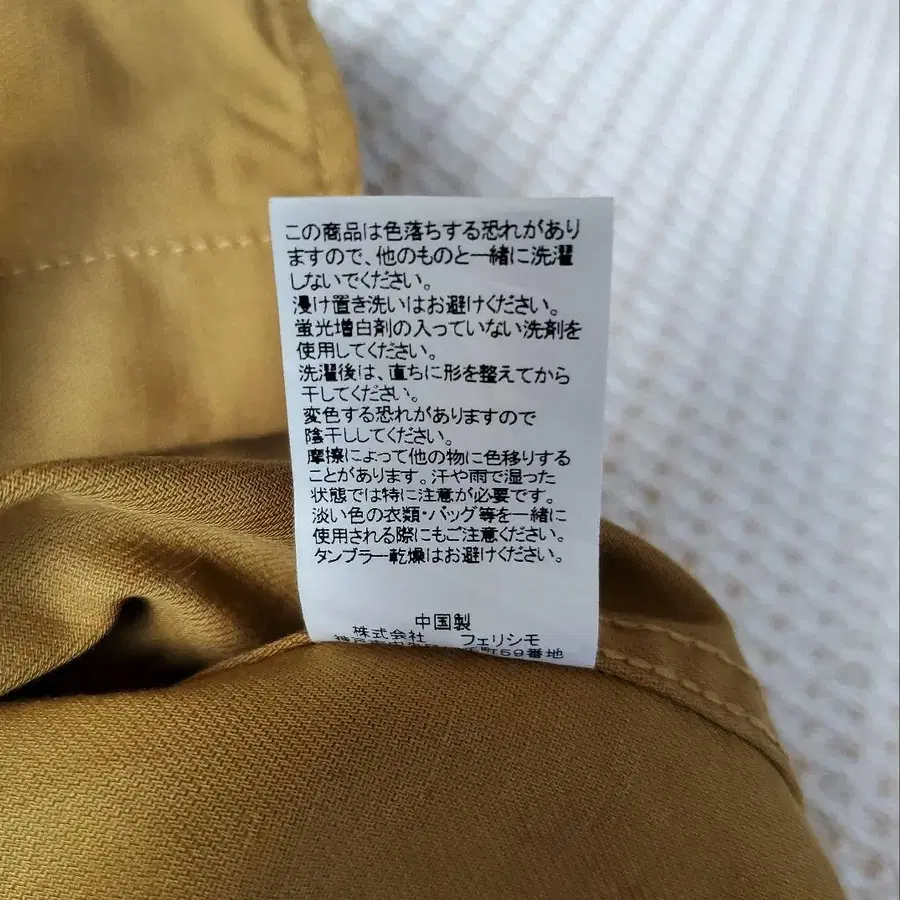 この商品は色落ちする恐れがあり
ますので、他のものと一緒に洗濯
しないでください。
浸け置き洗いはお避けください。
蛍光増白剤の入っていない洗剤を
使用してください。
洗濯後は、直ちに形を整えてから
干してください。
変色する恐れがありますので
陰干ししてください。
摩擦によって他の物に色移りする
ことがあります。汗や雨で湿った
状態では特に注意が必要です。
淡い色の衣類・バッグ等を一緒に
使用される際にもご注意ください。
タンブラー乾燥はお避けください。
中国製
株式会社 フェリシモ
町59番地